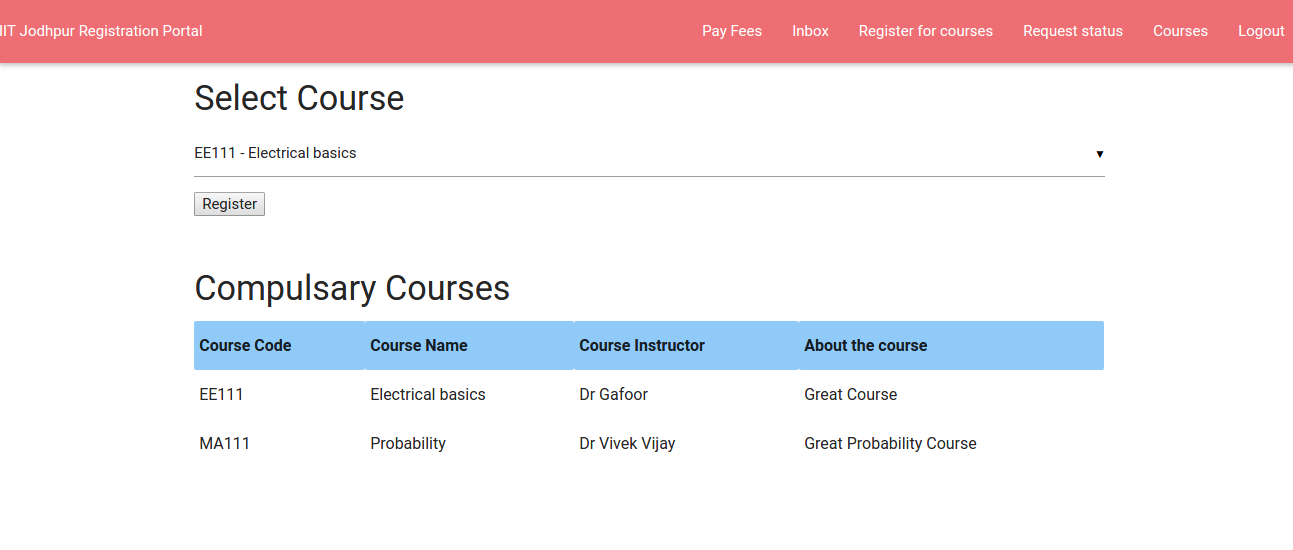 IIT Jodhpur Registration Portal Pay Fees Inbox Register for courses Request status Courses Logout
Select Course
EE111 - Electrical basics ▼
Register
Compulsary Courses
Course Code Course Name Course Instructor About the course
EE111 Electrical basics Dr Gafoor Great Course
MA111 Probability Dr Vivek Vijay Great Probability Course